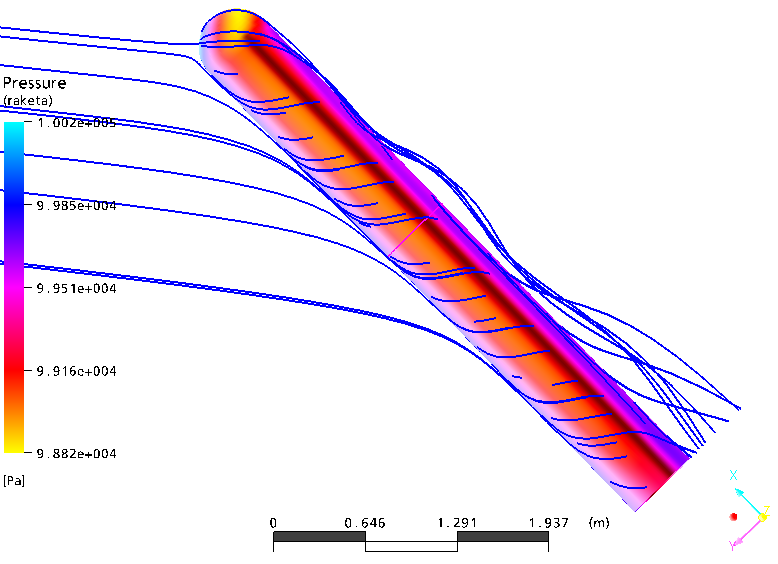 Pressure
(raketa)
1.002e+005
9.985e+004
9.951e+004
9.916e+004
9.882e+004
[Pa]
0 0.646 1.291 1.937 (m)
X
Z
Y